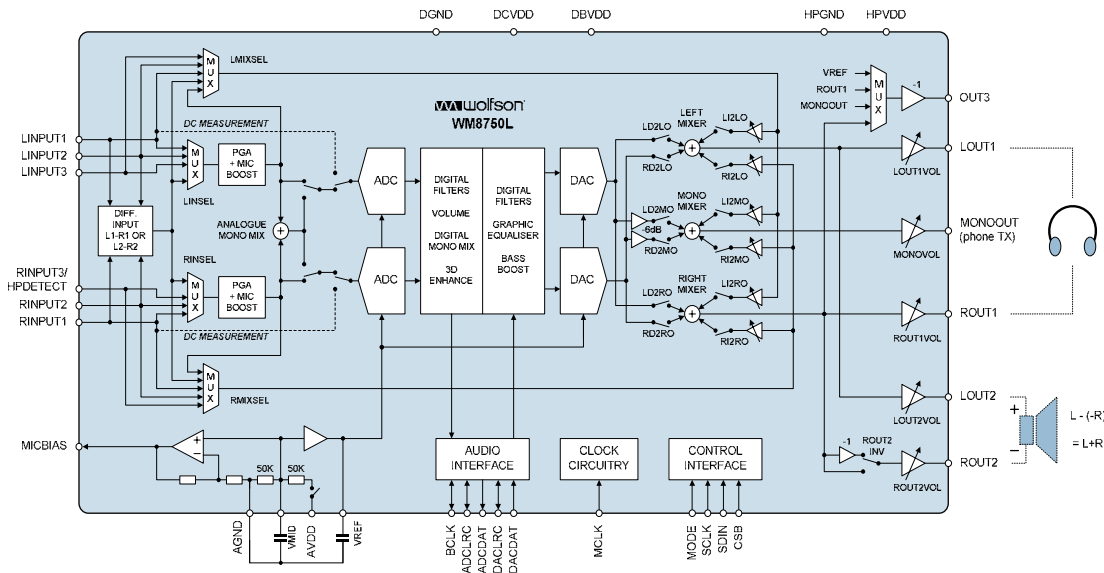 DGND
DCVDD
DBVDD
HPGND
HPVDD
wolfson
WM8750L
MUX
LMIXSEL
DC MEASUREMENT
LINPUT1
LINPUT2
LINPUT3
MUX
LINSEL
PGA
+ MIC
BOOST
DIFF.
INPUT
L1-R1 OR
L2-R2
ANALOGUE
MONO MIX
+
RINPUT3/
HPDETECT
RINPUT2
RINPUT1
RINSEL
MUX
PGA
+ MIC
BOOST
DC MEASUREMENT
MUX
RMIXSEL
ADC
ADC
DIGITAL
FILTERS
VOLUME
DIGITAL
MONO MIX
3D
ENHANCE
DIGITAL
FILTERS
GRAPHIC
EQUALISER
BASS
BOOST
DAC
DAC
LEFT
MIXER
LD2LO
RD2LO
+
LI2LO
RI2LO
MONO
MIXER
LD2MO
-6dB
RD2MO
+
LI2MO
RI2MO
RIGHT
MIXER
LD2RO
RD2RO
+
LI2RO
RI2RO
VREF
ROUT1
MONOOUT
MUX
-1
OUT3
LOUT1
LOUT1VOL
MONOOUT
(phone TX)
MONOVOL
ROUT1
ROUT1VOL
LOUT2
LOUT2VOL
-1
ROUT2
INV
ROUT2
ROUT2VOL
+
−
L - (-R)
= L+R
MICBIAS
+
−
50K
50K
AGND
VMID
AVDD
VREF
AUDIO
INTERFACE
CLOCK
CIRCUITRY
CONTROL
INTERFACE
BCLK
ADCLRC
ADCDAT
DACLRC
DACDAT
MCLK
MODE
SCLK
SDIN
CSB